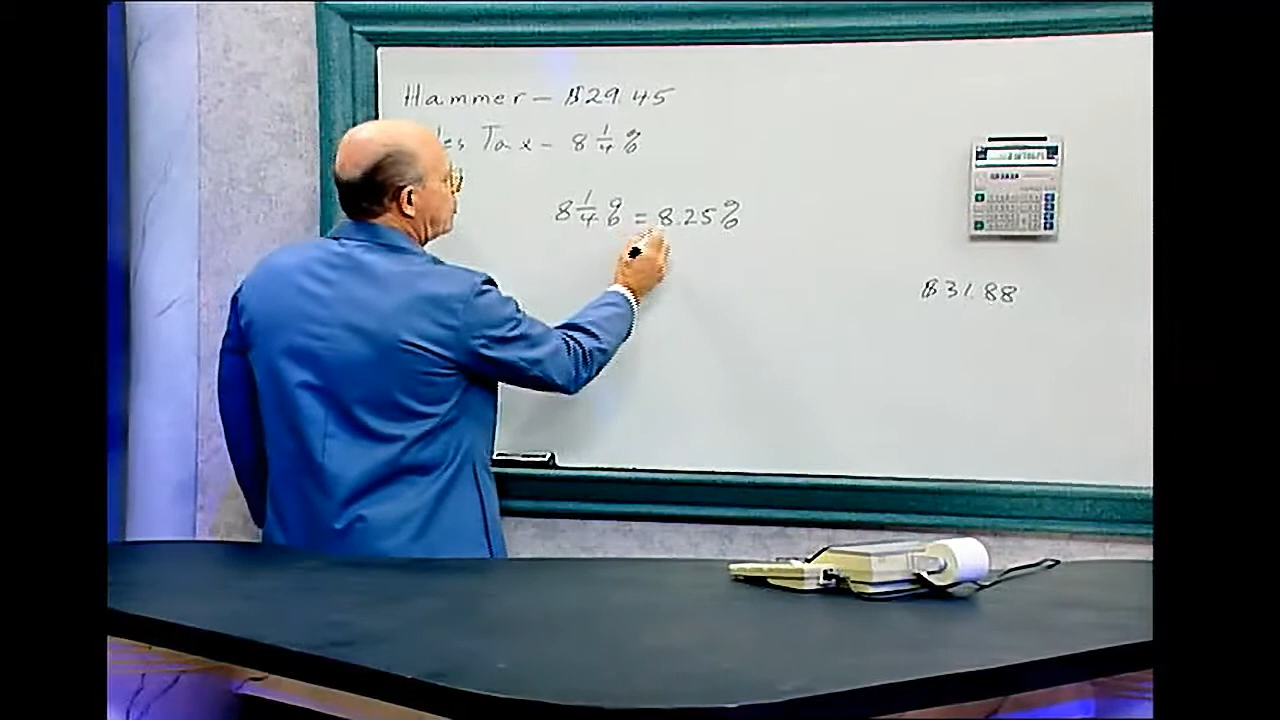 Hammer - $29.45
Tax - 8 1/4 %
8 1/4 % = 8.25%
$31.88